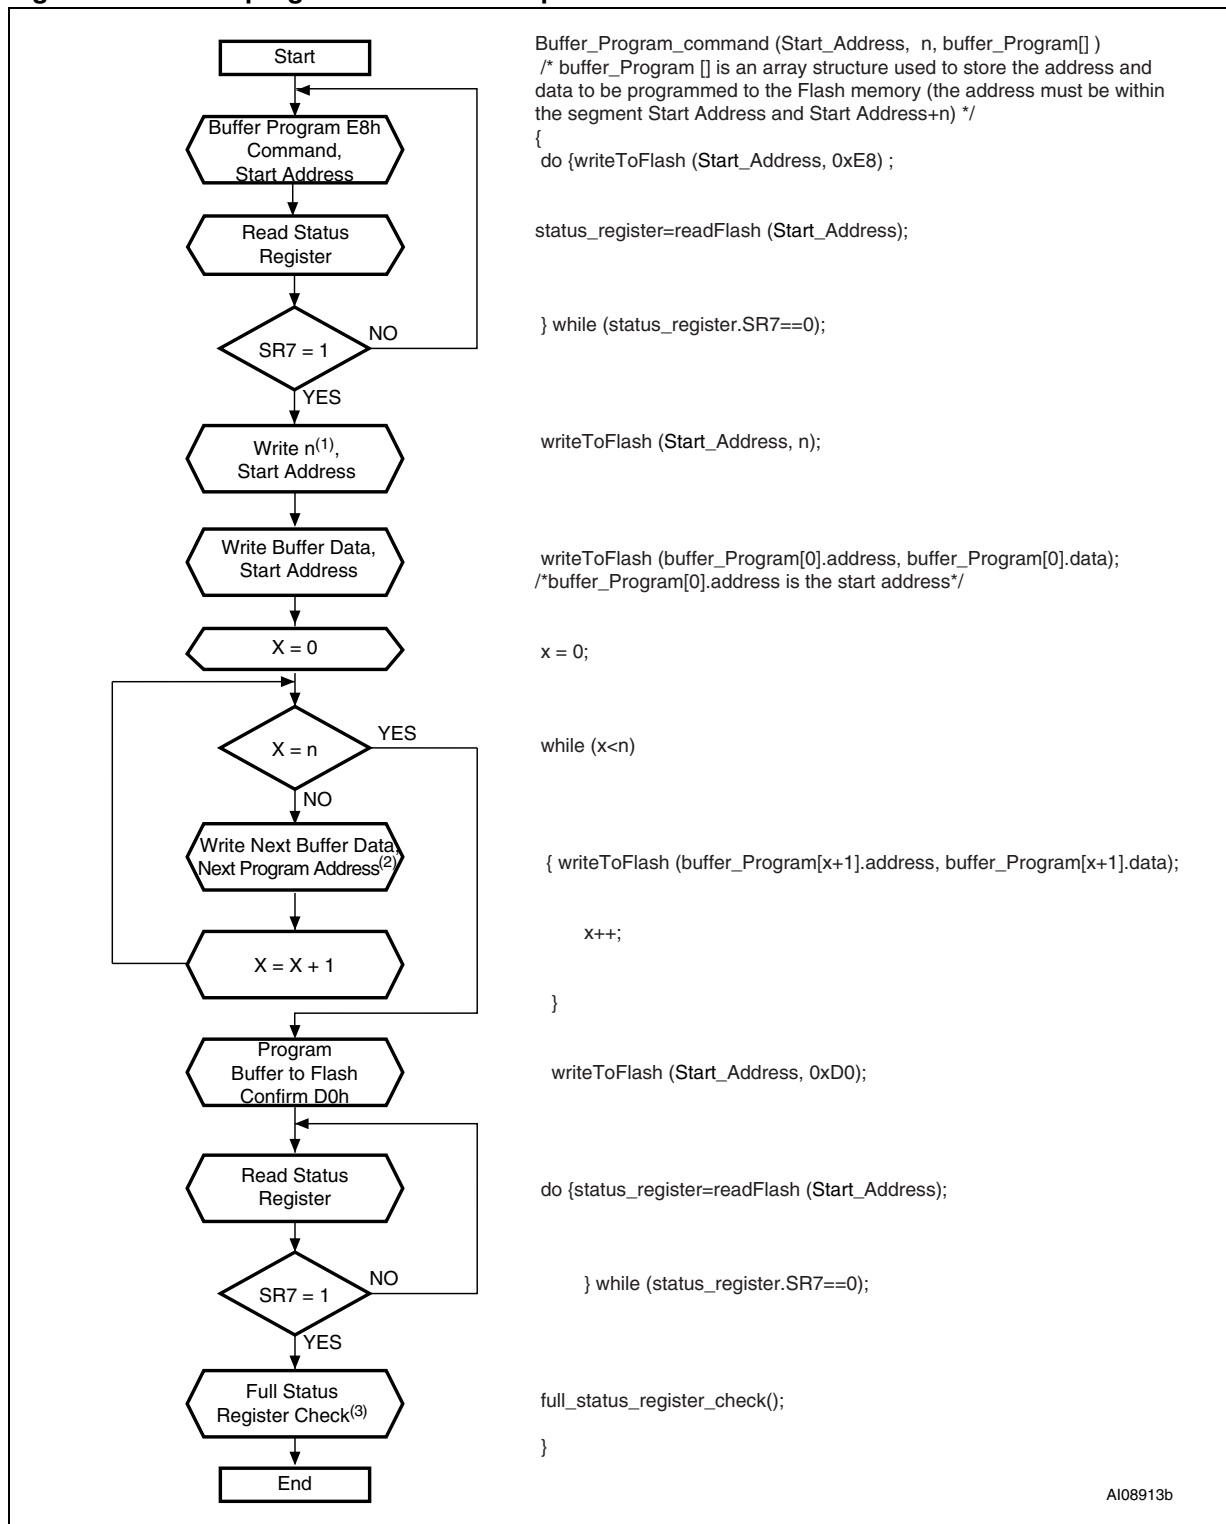 Start
Buffer_Program_command (Start_Address, n, buffer_Program[] )
/* buffer_Program [] is an array structure used to store the address and
data to be programmed to the Flash memory (the address must be within
the segment Start Address and Start Address+n) */
{
Buffer Program E8h
Command,
Start Address
do {writeToFlash (Start_Address, 0xE8) ;
Read Status
Register
status_register=readFlash (Start_Address);
SR7 = 1
NO
YES
} while (status_register.SR7==0);
Write n(1),
Start Address
writeToFlash (Start_Address, n);
Write Buffer Data,
Start Address
writeToFlash (buffer_Program[0].address, buffer_Program[0].data);
/*buffer_Program[0].address is the start address*/
X = 0
x = 0;
X = n
YES
NO
while (x<n)
Write Next Buffer Data,
Next Program Address(2)
{ writeToFlash (buffer_Program[x+1].address, buffer_Program[x+1].data);
X = X + 1
x++;
}
Program
Buffer to Flash
Confirm D0h
writeToFlash (Start_Address, 0xD0);
Read Status
Register
do {status_register=readFlash (Start_Address);
SR7 = 1
NO
YES
} while (status_register.SR7==0);
Full Status
Register Check(3)
full_status_register_check();
}
End
AI08913b